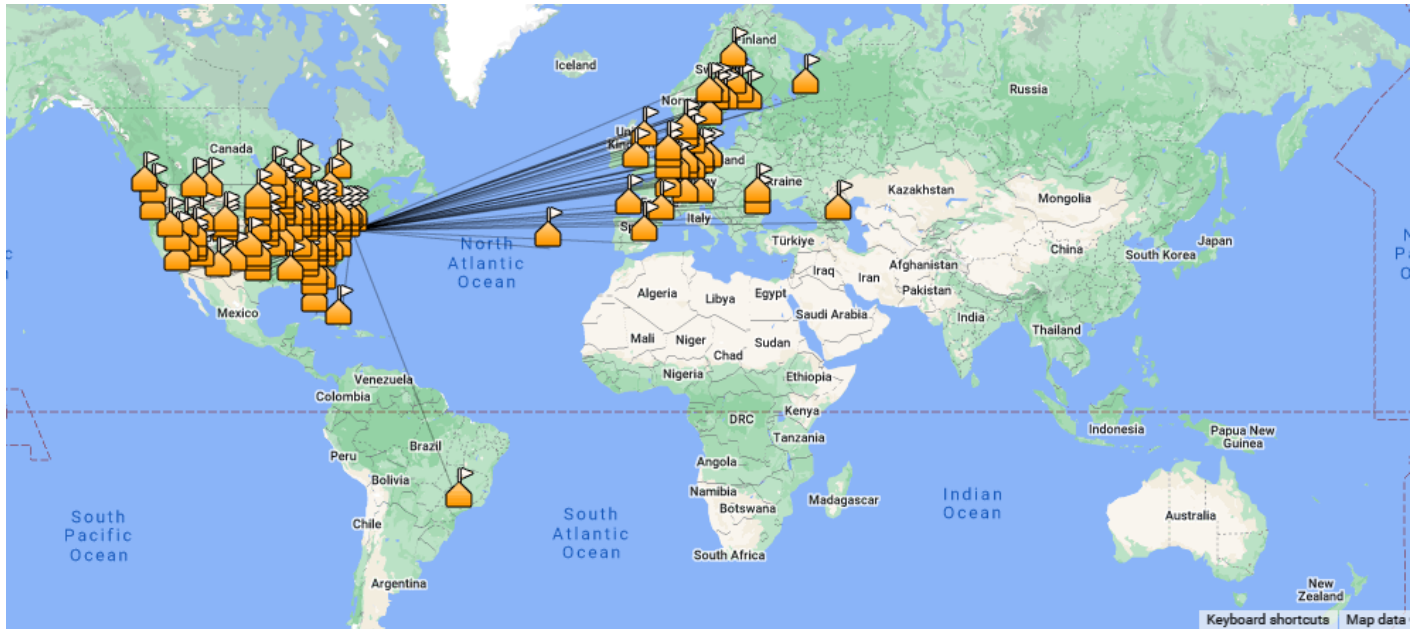 Finland
Iceland
Russia
Canada
Kazakhstan
Mongolia
Italy
North
Atlantic
Ocean
Türkiye
China
Japan
South Korea
Iraq
Iran
Afghanistan
Pakistan
Mexico
Algeria
Libya
Egypt
Saudi Arabia
India
Thailand
Mali
Niger
Sudan
Chad
Nigeria
Ethiopia
Venezuela
Colombia
DRC
Kenya
Tanzania
Indonesia
Papua New
Guinea
Brazil
Peru
Bolivia
Angola
Namibia
Botswana
Madagascar
Indian
Ocean
Australia
South
Pacific
Ocean
Chile
South
Atlantic
Ocean
South Africa
Argentina
New
Zealand
Keyboard shortcuts
Map data